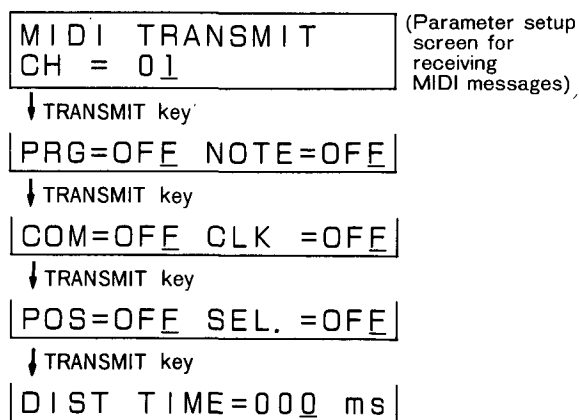 MIDI TRANSMIT
CH = 01
(Parameter setup
screen for
receiving
MIDI messages)
TRANSMIT key
PRG=OFF NOTE=OFF
TRANSMIT key
COM=OFF CLK =OFF
TRANSMIT key
POS=OFF SEL. =OFF
TRANSMIT key
DIST TIME=000 ms